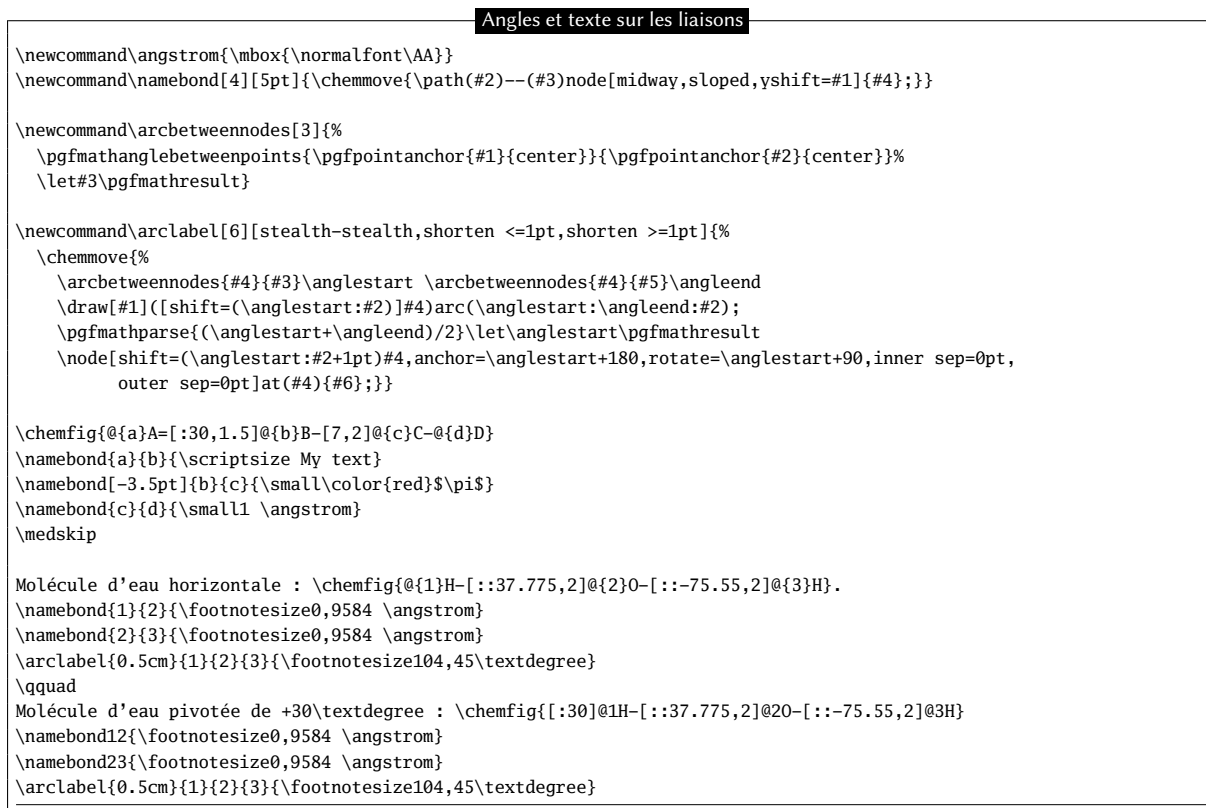 Angles et texte sur les liaisons
\newcommand\angstrom{\mbox{\normalfont\AA}}
\newcommand\namebond[4][5pt]{\chemmove{\path(#2)--(#3)node[midway,sloped,yshift=#1]{#4};}}
\newcommand\arcbetweennodes[3]{%
\pgfmathanglebetweenpoints{\pgfpointanchor{#1}{center}}{\pgfpointanchor{#2}{center}}%
\let#3\pgfmathresult}
\newcommand\arclabel[6][stealth-stealth,shorten <=1pt,shorten >=1pt]{%
\chemmove{%
\arcbetweennodes{#4}{#3}\anglestart \arcbetweennodes{#4}{#5}\angleend
\draw[#1]([shift=(\anglestart:#2)]#4)arc(\anglestart:\angleend:#2);
\pgfmathparse{(\anglestart+\angleend)/2}\let\anglestart\pgfmathresult
\node[shift=(\anglestart:#2+1pt)#4,anchor=\anglestart+180,rotate=\anglestart+90,inner sep=0pt,
outer sep=0pt]at(#4){#6};}}
\chemfig{@{a}A=[:30,1.5]@{b}B-[7,2]@{c}C-@{d}D}
\namebond{a}{b}{\scriptsize My text}
\namebond[-3.5pt]{b}{c}{\small\color{red}$\pi$}
\namebond{c}{d}{\small1 \angstrom}
\medskip
Molécule d'eau horizontale : \chemfig{@{1}H-[::37.775,2]@{2}O-[::-75.55,2]@{3}H}.
\namebond{1}{2}{\footnotesize0,9584 \angstrom}
\namebond{2}{3}{\footnotesize0,9584 \angstrom}
\arclabel{0.5cm}{1}{2}{3}{\footnotesize104,45\textdegree}
\qquad
Molécule d'eau pivotée de +30\textdegree : \chemfig{[:30]@1H-[::37.775,2]@2O-[::-75.55,2]@3H}
\namebond12{\footnotesize0,9584 \angstrom}
\namebond23{\footnotesize0,9584 \angstrom}
\arclabel{0.5cm}{1}{2}{3}{\footnotesize104,45\textdegree}